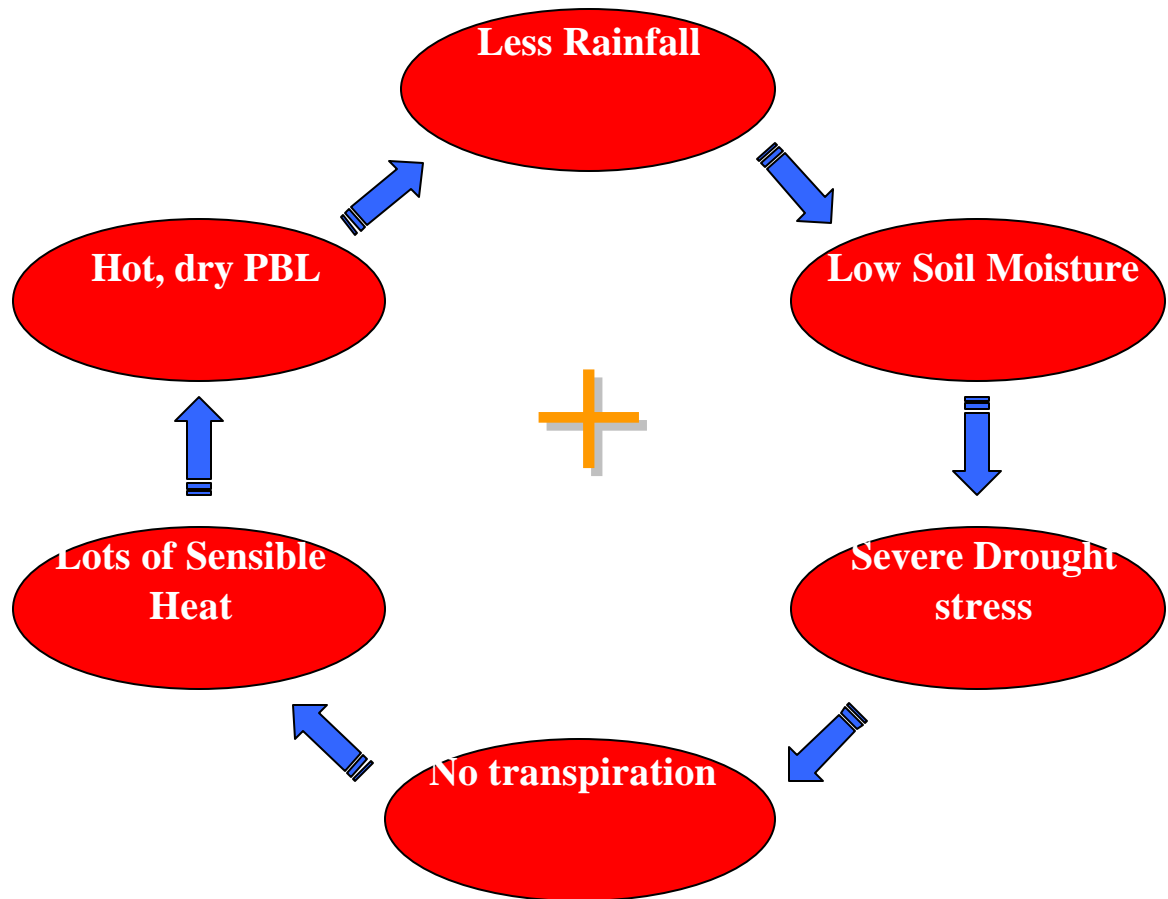 Less Rainfall
Hot, dry PBL
Low Soil Moisture
Lots of Sensible
Heat
Severe Drought
stress
No transpiration